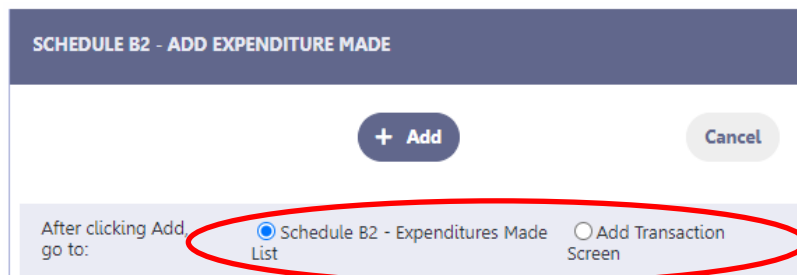 SCHEDULE B2 - ADD EXPENDITURE MADE
+ Add
Cancel
After clicking Add,
go to:
Schedule B2 - Expenditures Made
List
Add Transaction
Screen